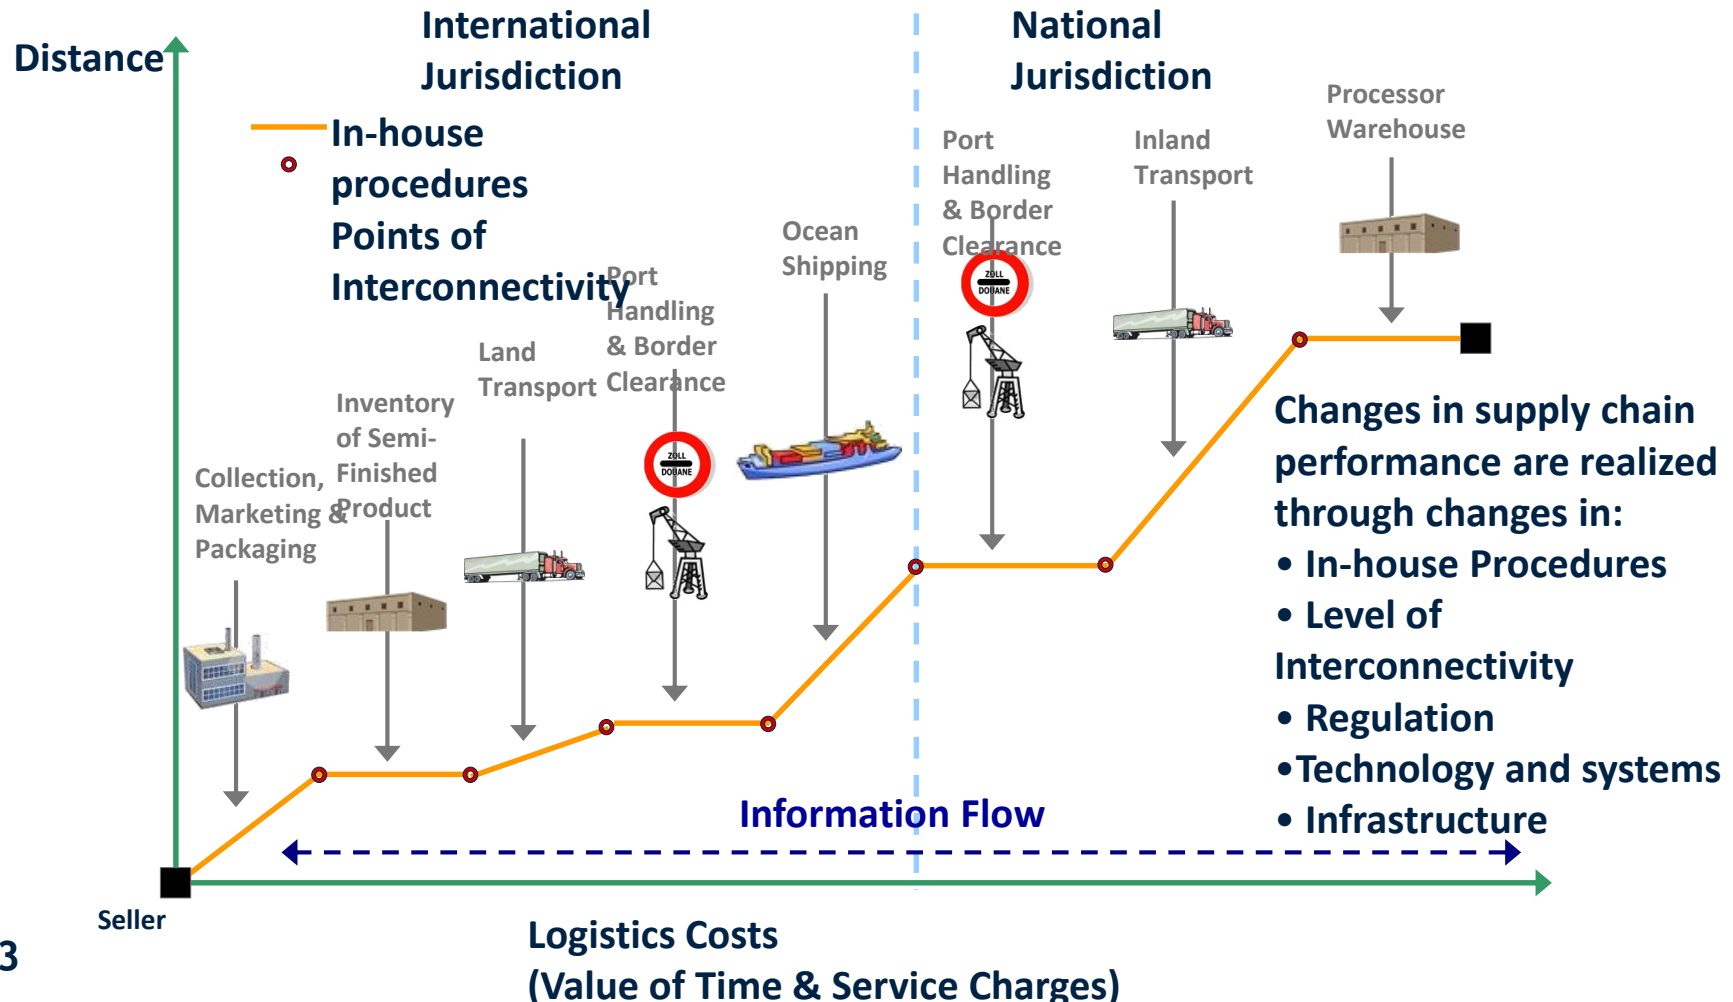 International
Jurisdiction
National
Jurisdiction
Distance
In-house
procedures
Points of
Interconnectivity
Processor
Warehouse
Port
Handling
& Border
Clearance
Inland
Transport
Ocean
Shipping
ZOLL
DOUANE
Port
Handling
& Border
Clearance
Land
Transport
Inventory
of Semi-
Finished
Product
Collection,
Marketing &
Packaging
ZOLL
DOUANE
Changes in supply chain
performance are realized
through changes in:
• In-house Procedures
• Level of
Interconnectivity
• Regulation
•Technology and systems
• Infrastructure
Information Flow
Seller
Logistics Costs
(Value of Time & Service Charges)
3